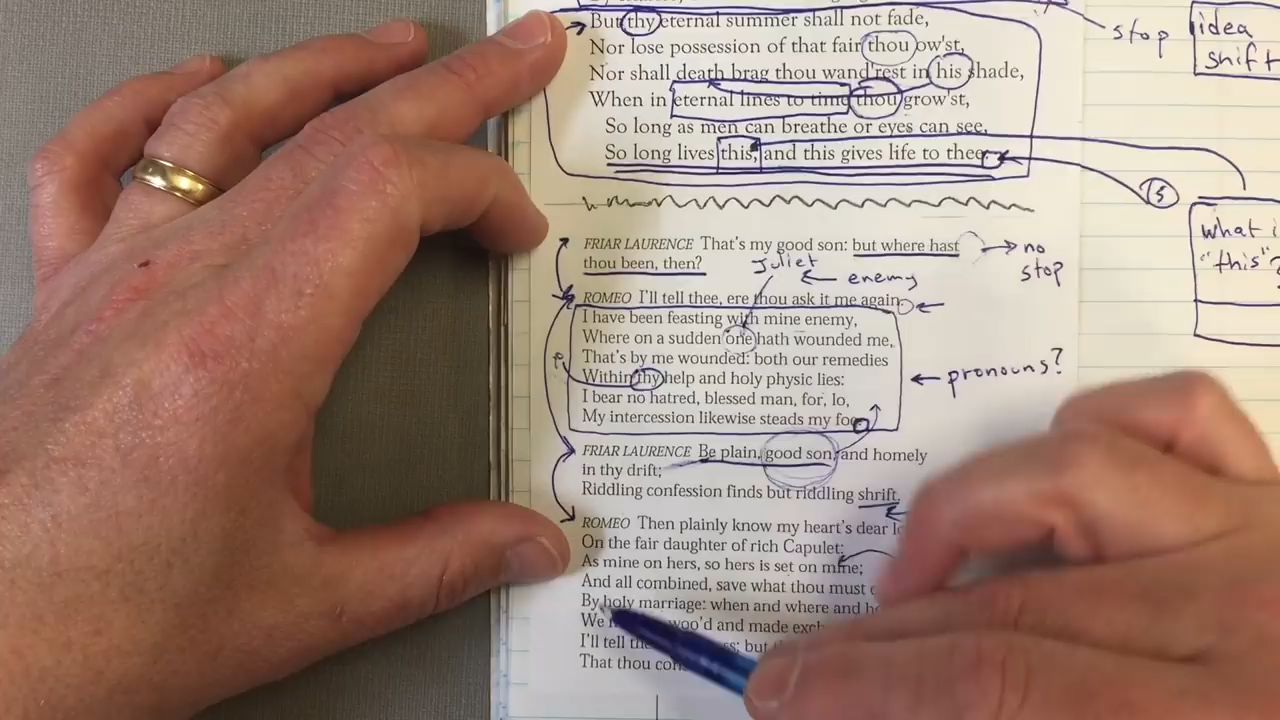 But thy eternal summer shall not fade,
Nor lose possession of that fair thou ow'st,
Nor shall death brag thou wand'rest in his shade,
When in eternal lines to time thou grow'st,
So long as men can breathe or eyes can see,
So long lives this, and this gives life to thee.
stop
idea
shift
5
what i
"this"?
FRIAR LAURENCE That's my good son: but where hast
thou been, then?
no
stop
Juliet
enemy
ROMEO I'll tell thee, ere thou ask it me again.
I have been feasting with mine enemy,
Where on a sudden one hath wounded me,
That's by me wounded: both our remedies
Within thy help and holy physic lies:
I bear no hatred, blessed man, for, lo,
My intercession likewise steads my foe.
pronouns?
FRIAR LAURENCE Be plain, good son, and homely
in thy drift;
Riddling confession finds but riddling shrift.
ROMEO Then plainly know my heart's dear
On the fair daughter of rich Capulet:
As mine on hers, so hers is set on mine;
And all combined, save what thou must
By holy marriage: when and where and
We woo'd and made
I'll tell but
That thou